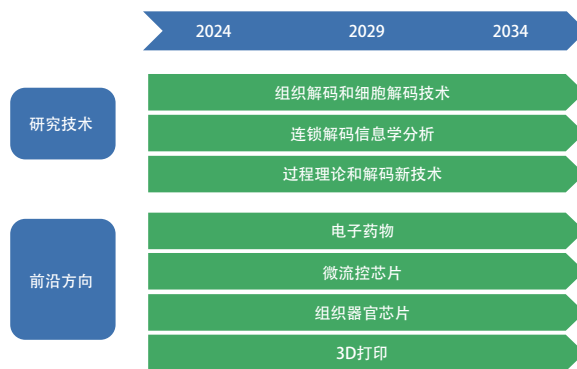 2024 2029 2034
研究技术
组织解码和细胞解码技术
连锁解码信息学分析
过程理论和解码新技术
前沿方向
电子药物
微流控芯片
组织器官芯片
3D打印